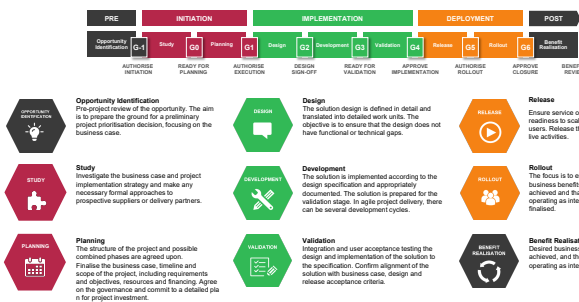 PRE INITIATION IMPLEMENTATION DEPLOYMENT POST
Opportunity Identification G-1 Study G0 Planning G1 Design G2 Development G3 Validation G4 Release G5 Rollout G6 Benefit Realisation
AUTHORISE INITIATION READY FOR PLANNING AUTHORISE EXECUTION DESIGN SIGN-OFF READY FOR VALIDATION APPROVE IMPLEMENTATION AUTHORISE ROLLOUT APPROVE CLOSURE
OPPORTUNITY
IDENTIFICATION
Opportunity Identification
Pre-project review of the opportunity. The aim
is to prepare the ground for a preliminary
project prioritisation decision, focusing on the
business case.
DESIGN
Design
The solution design is defined in detail and
translated into detailed work units. The
objective is to ensure that the design does not
have functional or technical gaps.
RELEASE
Release
Ensure service o
readiness to scal
users. Release th
live activities.
STUDY
Study
Investigate the business case and project
implementation strategy and make any
necessary formal approaches to
prospective suppliers or delivery partners.
DEVELOPMENT
Development
The solution is implemented according to the
design specification and appropriately
documented. The solution is prepared for the
validation stage. In agile project delivery, there
can be several development cycles.
ROLLOUT
Rollout
The focus is to e
business benefit
achieved and tha
operating as inte
finalised.
PLANNING
Planning
The structure of the project and possible
combined phases are agreed upon.
Finalise the business case, timeline and
scope of the project, including requirements
and objectives, resources and financing. Agree
on the governance and commit to a detailed pla
n for project investment.
VALIDATION
Validation
Integration and user acceptance testing of the
design and implementation of the solution to
the specification. Confirm alignment of the
solution with business case, design and
release acceptance criteria.
BENEFIT
REALISATION
Benefit Realisat
Desired business
achieved, and th
operating as inte